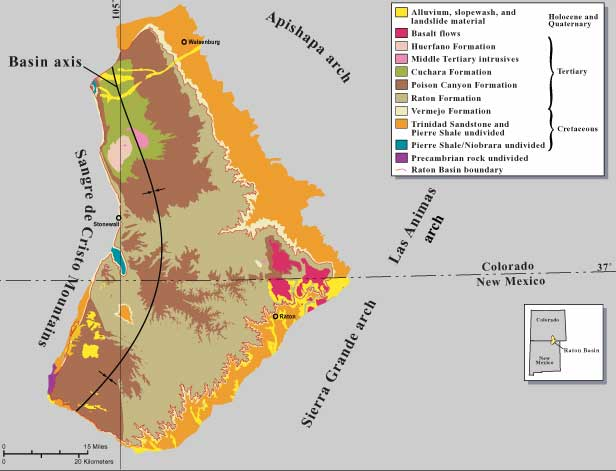 105°
Walsenburg
Apishapa arch
Basin axis
Sangre de Cristo Mountains
Stonewall
Las Animas
arch
Colorado
New Mexico
37°
Raton
Sierra Grande arch
0 15 Miles
0 20 Kilometers
Alluvium, slopewash, and
landslide material
Basalt flows
Huerfano Formation
Middle Tertiary intrusives
Cuchara Formation
Poison Canyon Formation
Raton Formation
Vermejo Formation
Trinidad Sandstone and
Pierre Shale undivided
Pierre Shale/Niobrara undivided
Precambrian rock undivided
Raton Basin boundary
Holocene and
Quaternary
Tertiary
Cretaceous
Colorado
New
Mexico
Raton Basin